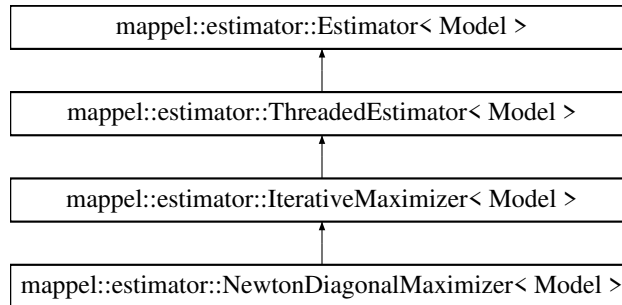 mappel::estimator::Estimator< Model >
mappel::estimator::ThreadedEstimator< Model >
mappel::estimator::IterativeMaximizer< Model >
mappel::estimator::NewtonDiagonalMaximizer< Model >